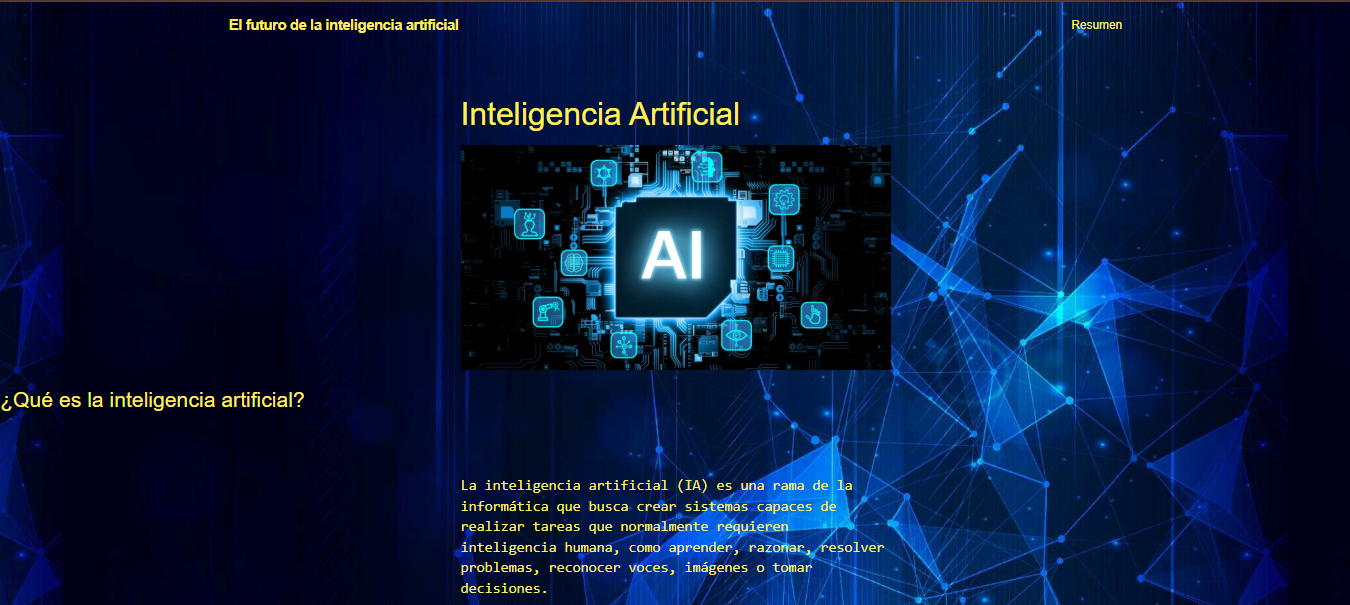 El futuro de la inteligencia artificial
Resumen
Inteligencia Artificial
AI
¿Qué es la inteligencia artificial?
La inteligencia artificial (IA) es una rama de la
informática que busca crear sistemas capaces de
realizar tareas que normalmente requieren
inteligencia humana, como aprender, razonar, resolver
problemas, reconocer voces, imágenes o tomar
decisiones.